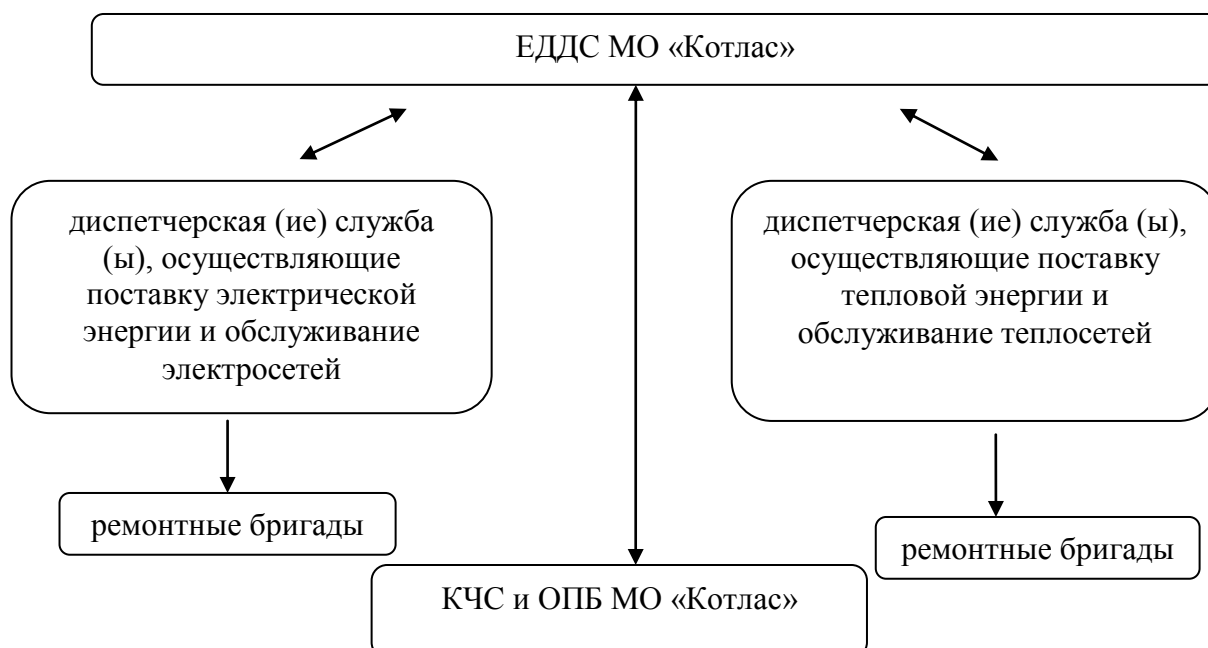 ЕДДС МО «Котлас»
диспетчерская (ие) служба
(ы), осуществляющие
поставку электрической
энергии и обслуживание
электросетей
диспетчерская (ие) служба (ы),
осуществляющие поставку
тепловой энергии и
обслуживание теплосетей
ремонтные бригады
ремонтные бригады
КЧС и ОПБ МО «Котлас»